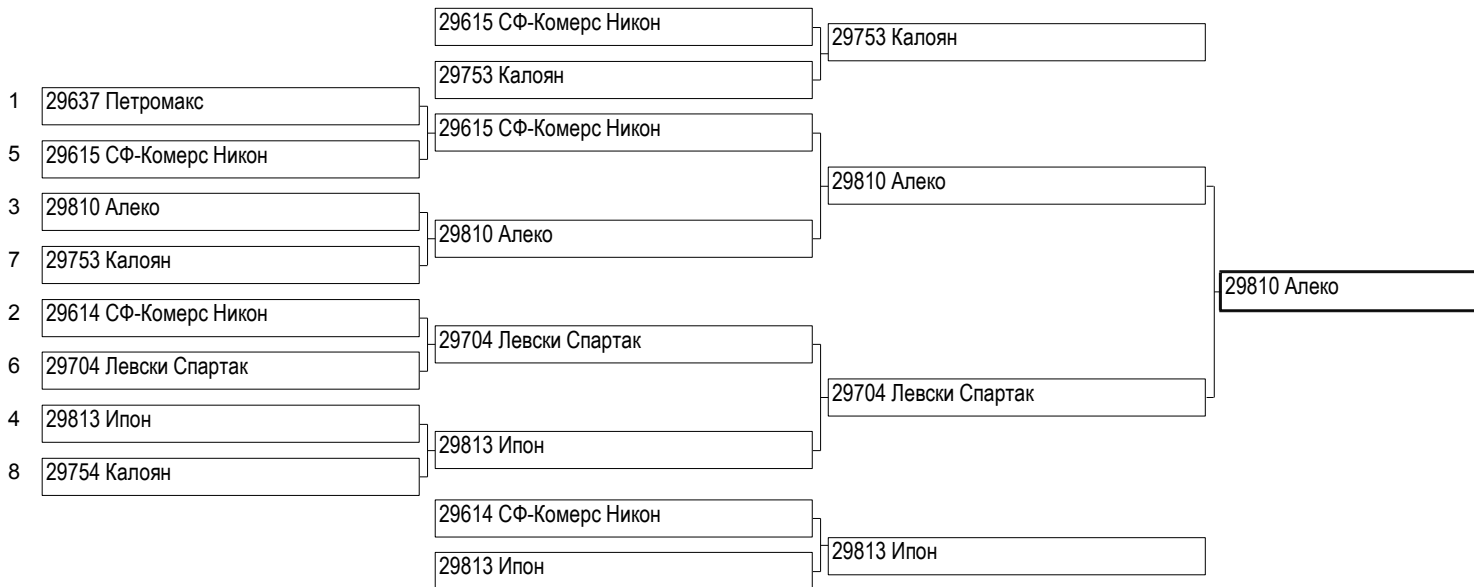 29615 СФ-Комерс Никон
29753 Калоян
29753 Калоян
1 29637 Петромакс
29615 СФ-Комерс Никон
5 29615 СФ-Комерс Никон
29810 Алеко
3 29810 Алеко
29810 Алеко
7 29753 Калоян
29810 Алеко
2 29614 СФ-Комерс Никон
29704 Левски Спартак
6 29704 Левски Спартак
29704 Левски Спартак
4 29813 Ипон
29813 Ипон
8 29754 Калоян
29614 СФ-Комерс Никон
29813 Ипон
29813 Ипон